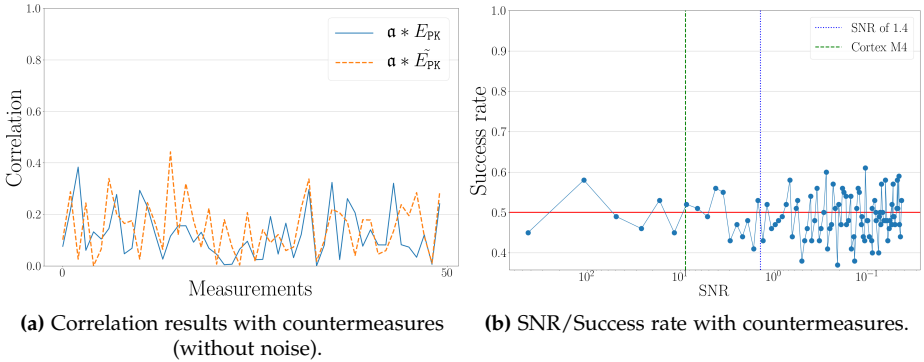 1.0
0.8
0.6
0.4
0.2
0.0
Correlation
𝔞 ∗ E_PK
𝔞 ∗ Ẽ_PK
0
50
Measurements
(a) Correlation results with countermeasures
(without noise).
1.0
0.9
0.8
0.7
0.6
0.5
0.4
Success rate
SNR of 1.4
Cortex M4
10²
10¹
10⁰
10⁻¹
SNR
(b) SNR/Success rate with countermeasures.